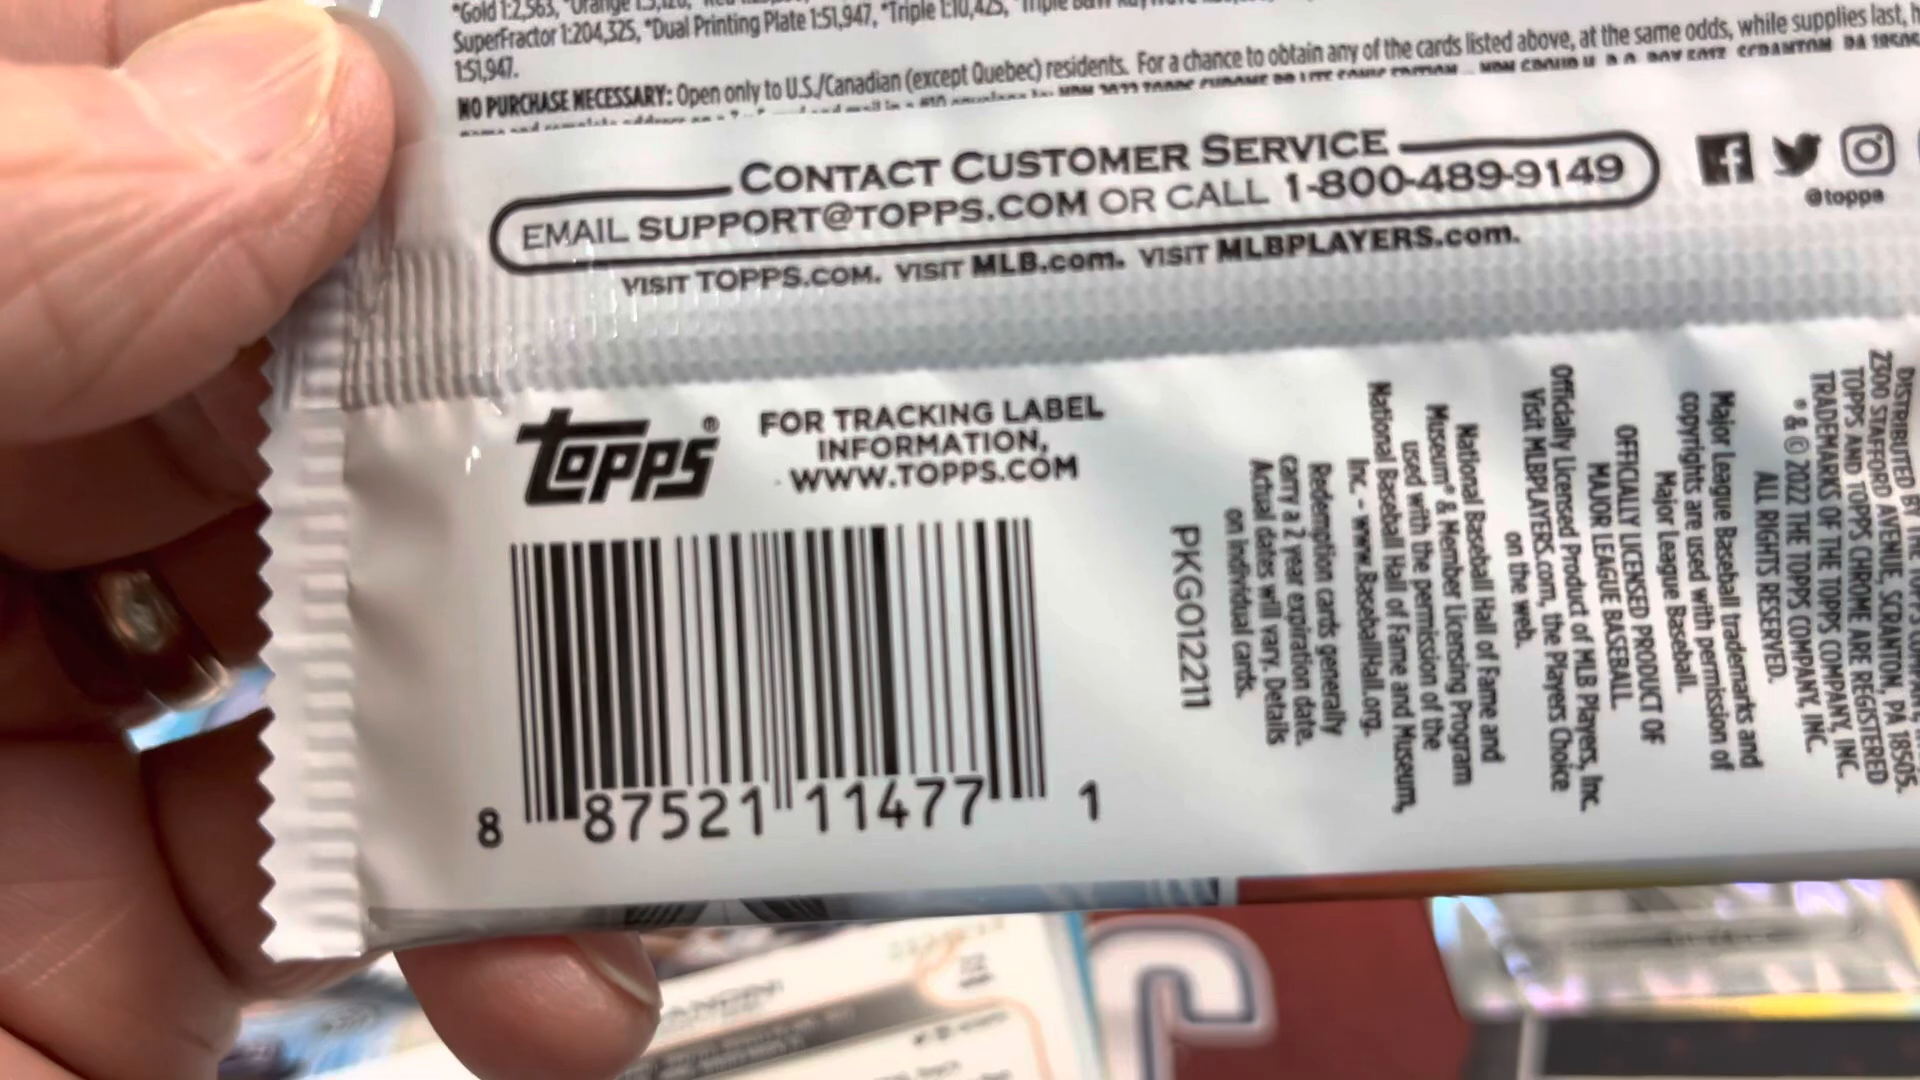 *Gold 1:2,563, *Orange
SuperFractor 1:204,325, *Dual Printing Plate 1:51,947, *Triple 1:10,425, *Triple
1:51,947.
NO PURCHASE NECESSARY: Open only to U.S./Canadian (except Quebec) residents. For a chance to obtain any of the cards listed above, at the same odds, while supplies last,
CONTACT CUSTOMER SERVICE
EMAIL SUPPORT@TOPPS.COM OR CALL 1-800-489-9149
@topps
VISIT TOPPS.COM. VISIT MLB.com. VISIT MLBPLAYERS.com.
Topps®
FOR TRACKING LABEL
INFORMATION,
WWW.TOPPS.COM
8 87521 11477 1
PKG012211
Redemption cards generally
carry a 2 year expiration date.
Actual dates will vary. Details
on individual cards.
National Baseball Hall of Fame and
Museum® & Member Licensing Program
used with the permission of the
National Baseball Hall of Fame and Museum,
Inc. - www.BaseballHall.org.
Officially Licensed Product of MLB Players, Inc.
Visit MLBPLAYERS.com, the Players Choice
on the web.
Major League Baseball trademarks and
copyrights are used with permission of
Major League Baseball.
OFFICIALLY LICENSED PRODUCT OF
MAJOR LEAGUE BASEBALL.
DISTRIBUTED BY THE TOPPS COMPANY,
2500 STAFFORD AVENUE, SCRANTON, PA 18505.
TOPPS AND TOPPS CHROME ARE REGISTERED
TRADEMARKS OF THE TOPPS COMPANY, INC.
® & © 2022 THE TOPPS COMPANY, INC.
ALL RIGHTS RESERVED.